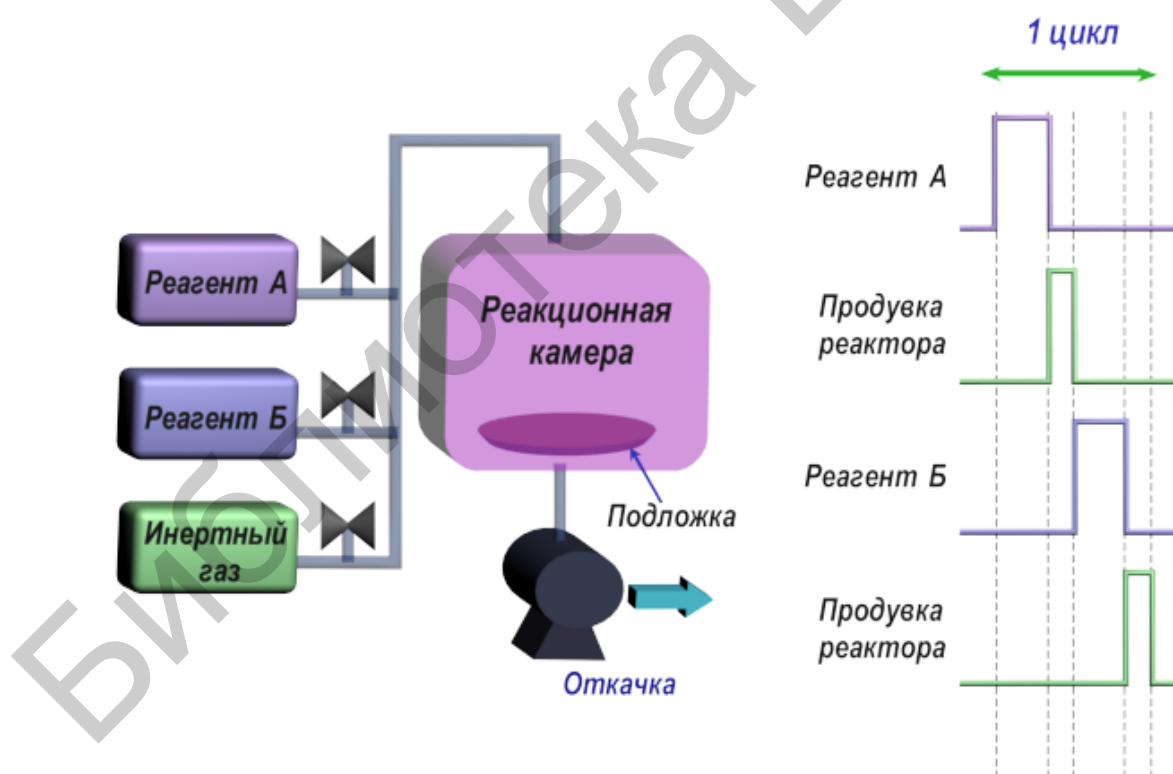 1 цикл
Реагент А
Продувка
реактора
Реагент Б
Продувка
реактора
Реагент А
Реагент Б
Инертный
газ
Реакционная
камера
Подложка
Откачка
Библиотека